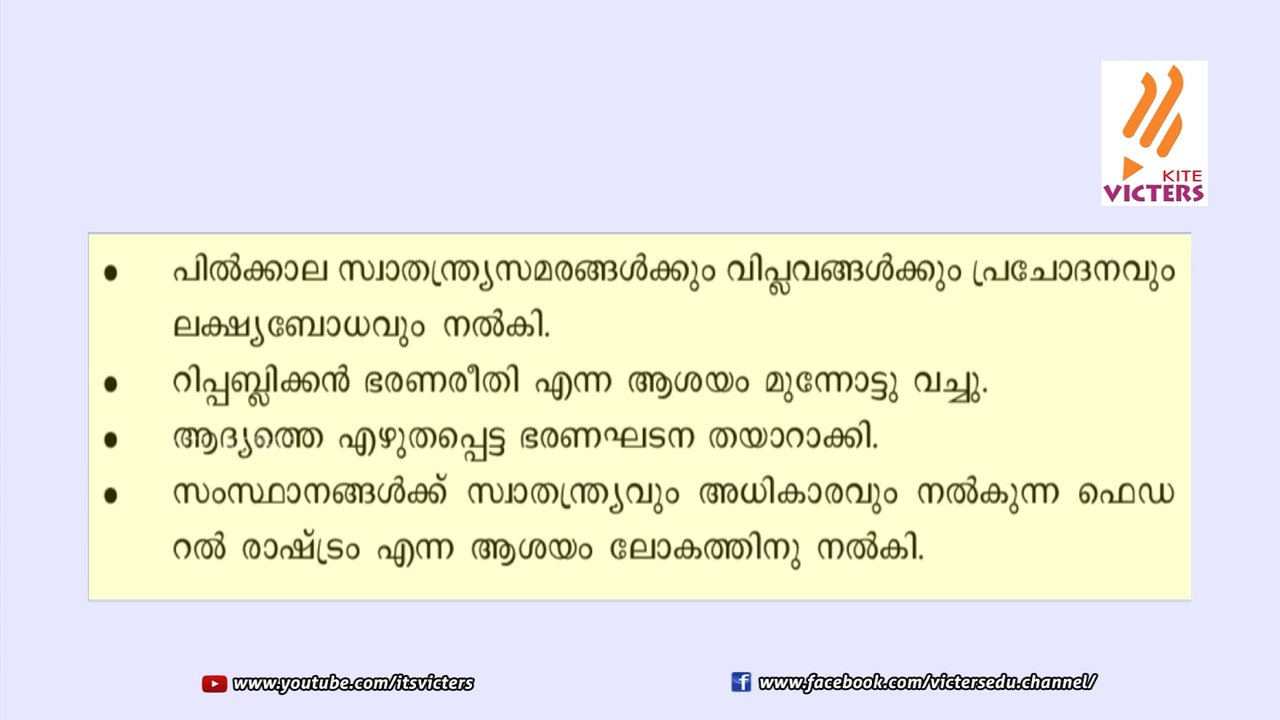 KITE
VICTERS
● പിൽക്കാല സ്വാതന്ത്ര്യസമരങ്ങൾക്കും വിപ്ലവങ്ങൾക്കും പ്രചോദനവും
ലക്ഷ്യബോധവും നൽകി.
● റിപ്പബ്ലിക്കൻ ഭരണരീതി എന്ന ആശയം മുന്നോട്ടു വച്ചു.
● ആദ്യത്തെ എഴുതപ്പെട്ട ഭരണഘടന തയാറാക്കി.
● സംസ്ഥാനങ്ങൾക്ക് സ്വാതന്ത്ര്യവും അധികാരവും നൽകുന്ന ഫെഡ
റൽ രാഷ്ട്രം എന്ന ആശയം ലോകത്തിനു നൽകി.
www.youtube.com/itsvicters
www.facebook.com/victersedu.channel/